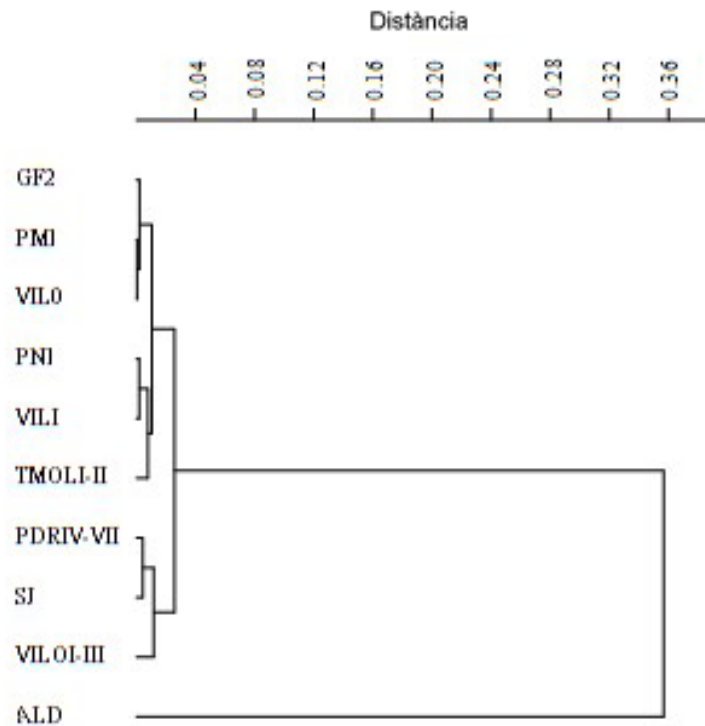 Distància
0.04 0.08 0.12 0.16 0.20 0.24 0.28 0.32 0.36
GF2
PMI
VIL0
PNI
VILI
TMOLI-II
PDRIV-VII
SJ
VILOI-III
ALD